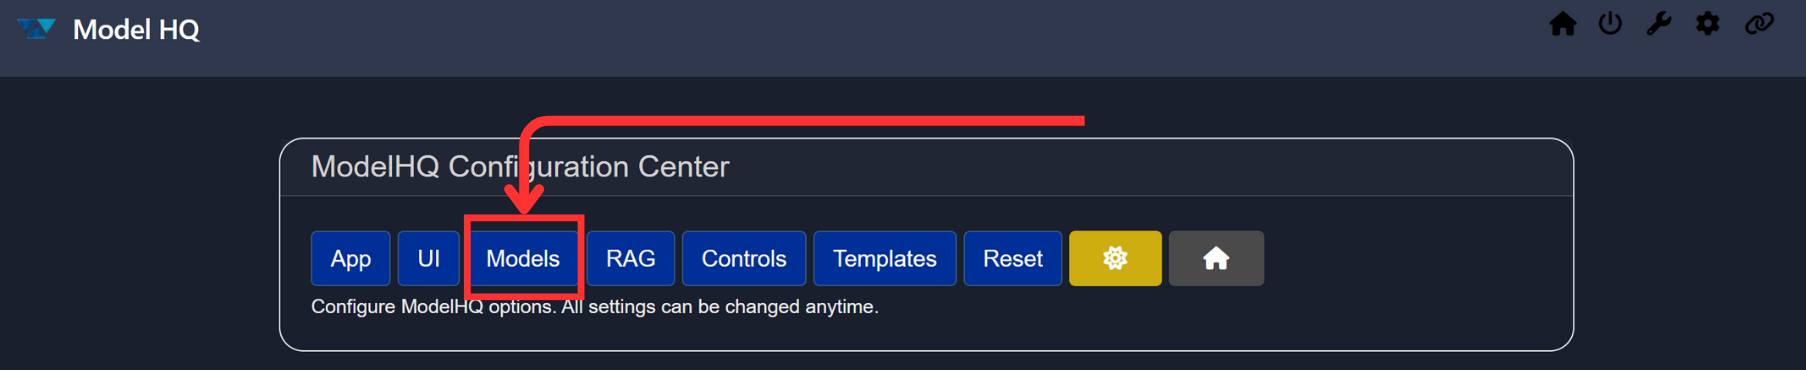 Model HQ
ModelHQ Configuration Center
App UI Models RAG Controls Templates Reset
Configure ModelHQ options. All settings can be changed anytime.